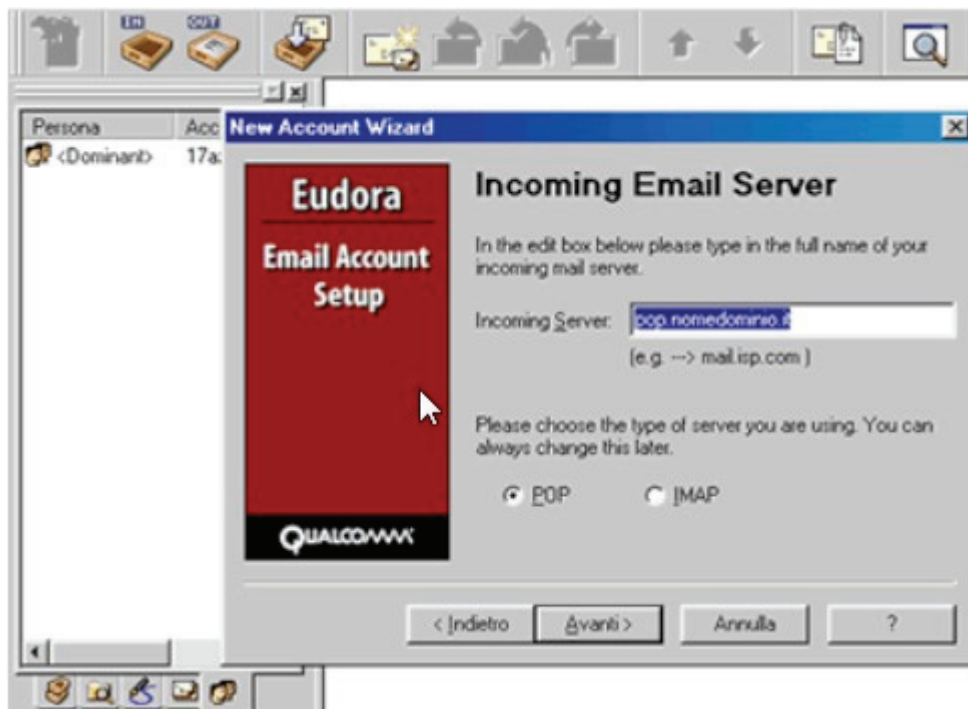 IN
OUT
Persona
Acc
<Dominant>
New Account Wizard
Eudora
Email Account
Setup
QUALCOMM
Incoming Email Server
In the edit box below please type in the full name of your
incoming mail server.
Incoming Server: pop.nomedominio.it
(e.g. ---> mail.isp.com )
Please choose the type of server you are using. You can
always change this later.
POP IMAP
< Indietro Avanti > Annulla ?